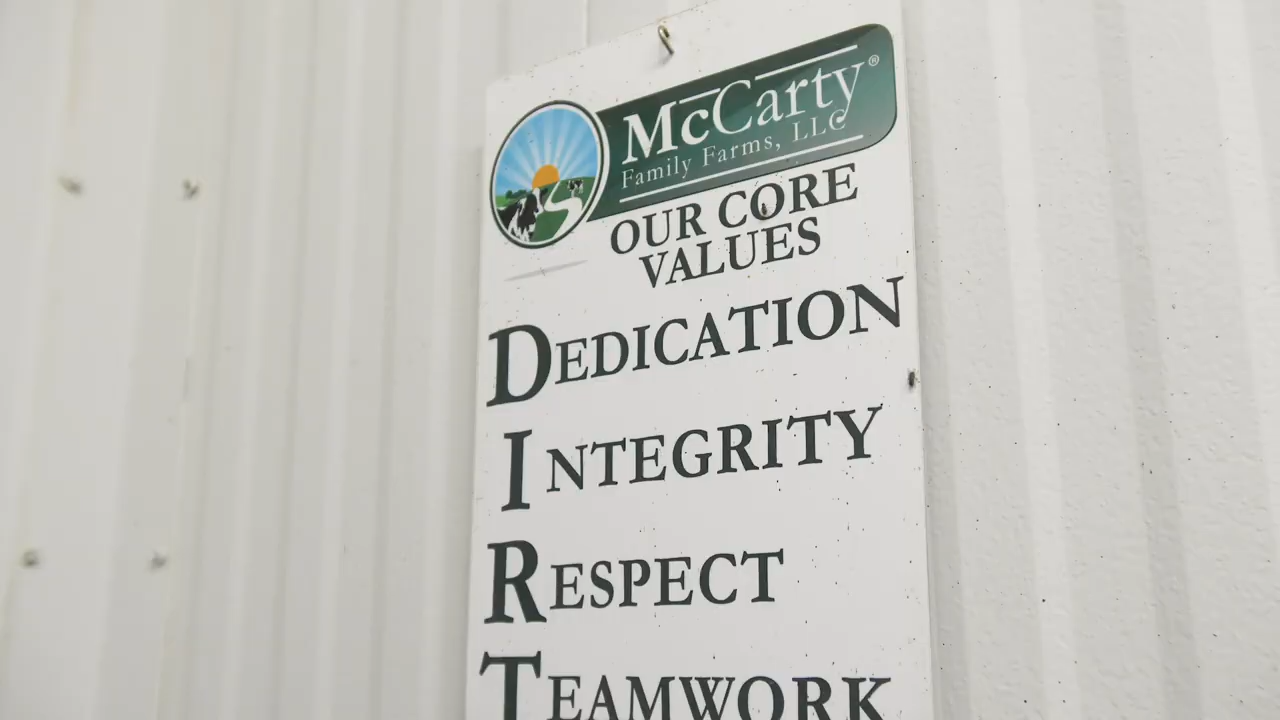 McCarty®
Family Farms, LLC
OUR CORE
VALUES
DEDICATION
INTEGRITY
RESPECT
TEAMWORK